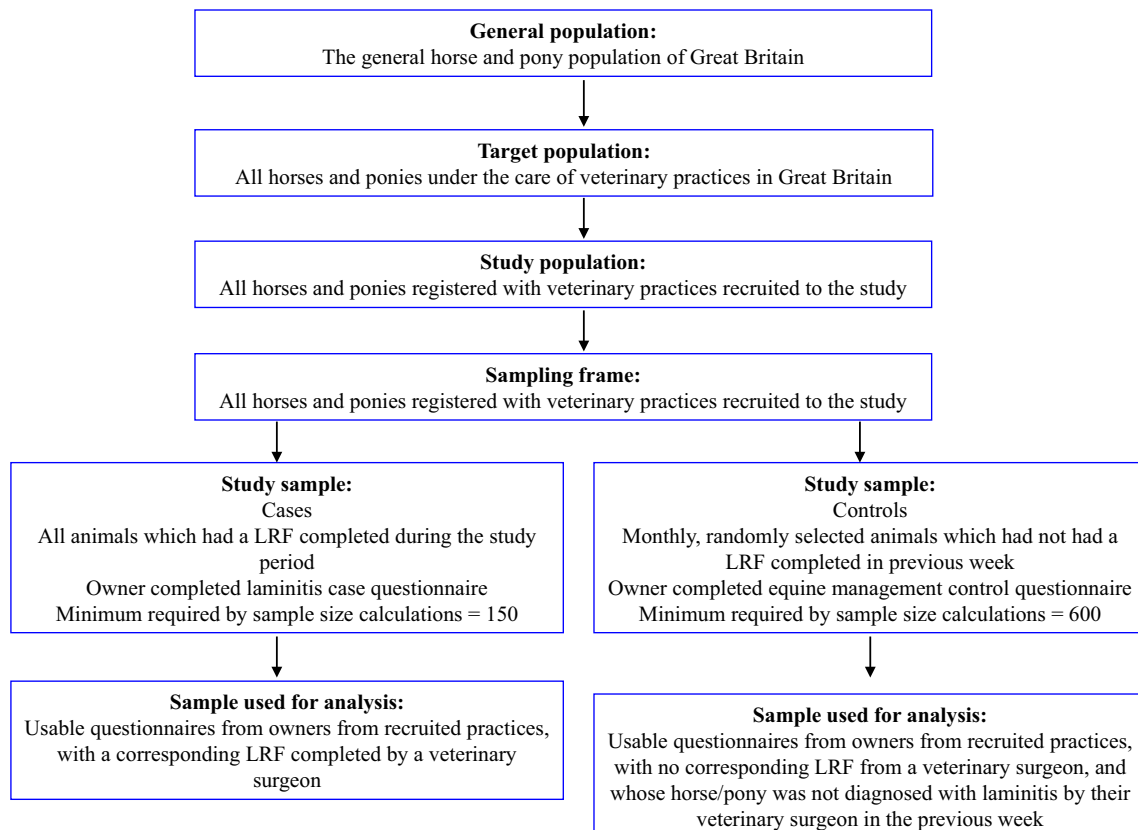 General population:
The general horse and pony population of Great Britain
Target population:
All horses and ponies under the care of veterinary practices in Great Britain
Study population:
All horses and ponies registered with veterinary practices recruited to the study
Sampling frame:
All horses and ponies registered with veterinary practices recruited to the study
Study sample:
Cases
All animals which had a LRF completed during the study
period
Owner completed laminitis case questionnaire
Minimum required by sample size calculations = 150
Study sample:
Controls
Monthly, randomly selected animals which had not had a
LRF completed in previous week
Owner completed equine management control questionnaire
Minimum required by sample size calculations = 600
Sample used for analysis:
Usable questionnaires from owners from recruited practices,
with a corresponding LRF completed by a veterinary
surgeon
Sample used for analysis:
Usable questionnaires from owners from recruited practices,
with no corresponding LRF from a veterinary surgeon, and
whose horse/pony was not diagnosed with laminitis by their
veterinary surgeon in the previous week